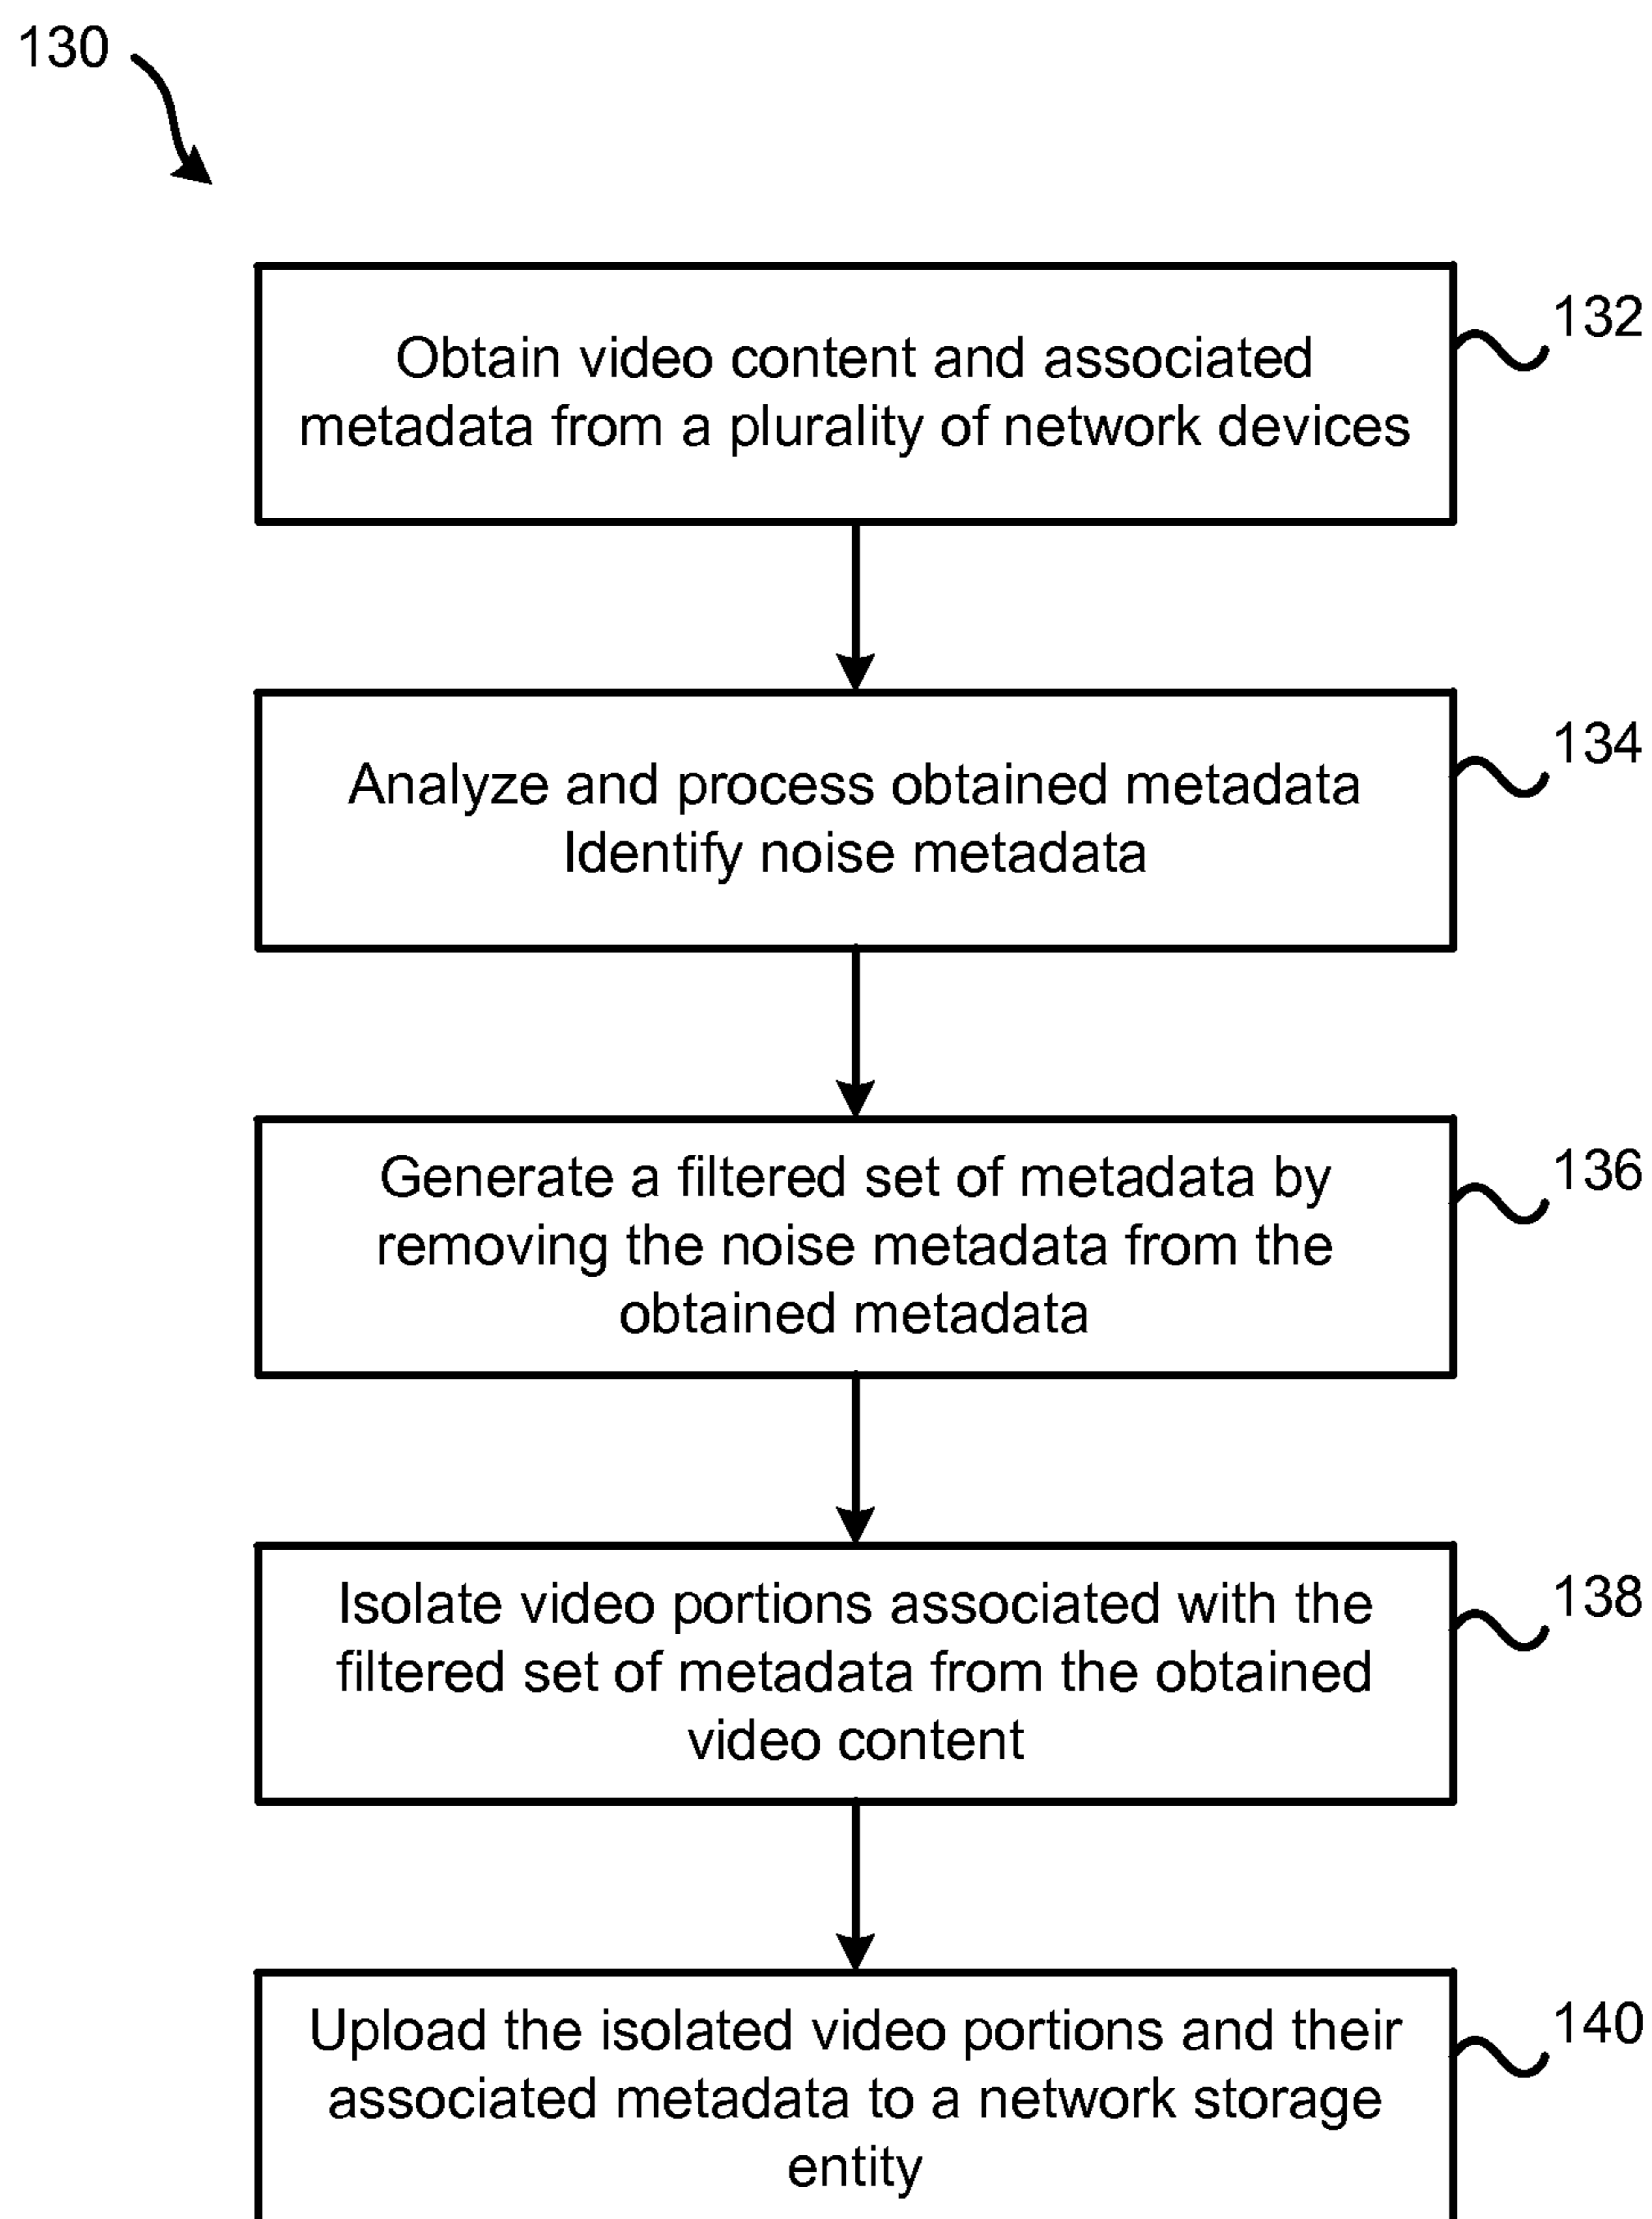 130
132
Obtain video content and associated
metadata from a plurality of network devices
134
Analyze and process obtained metadata
Identify noise metadata
136
Generate a filtered set of metadata by
removing the noise metadata from the
obtained metadata
138
Isolate video portions associated with the
filtered set of metadata from the obtained
video content
140
Upload the isolated video portions and their
associated metadata to a network storage
entity